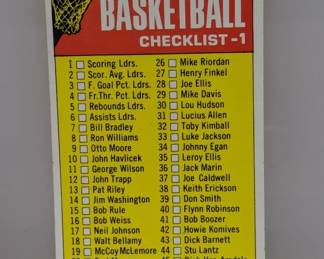 BASKETBALL
CHECKLIST-1
1 Scoring Ldrs.
2 Scor. Avg. Ldrs.
3 F. Goal Pct. Ldrs.
4 Fr.Thr. Pct. Ldrs.
5 Rebounds Ldrs.
6 Assists Ldrs.
7 Bill Bradley
8 Ron Williams
9 Otto Moore
10 John Havlicek
11 George Wilson
12 John Trapp
13 Pat Riley
14 Jim Washington
15 Bob Rule
16 Bob Weiss
17 Neil Johnson
18 Walt Bellamy
19 McCoy McLemore
26 Mike Riordan
27 Henry Finkel
28 Joe Ellis
29 Mike Davis
30 Lou Hudson
31 Lucius Allen
32 Toby Kimball
33 Luke Jackson
34 Johnny Egan
35 Leroy Ellis
36 Jack Marin
37 Joe Caldwell
38 Keith Erickson
39 Don Smith
40 Flynn Robinson
41 Bob Boozer
42 Howie Komives
43 Dick Barnett
44 Stu Lantz